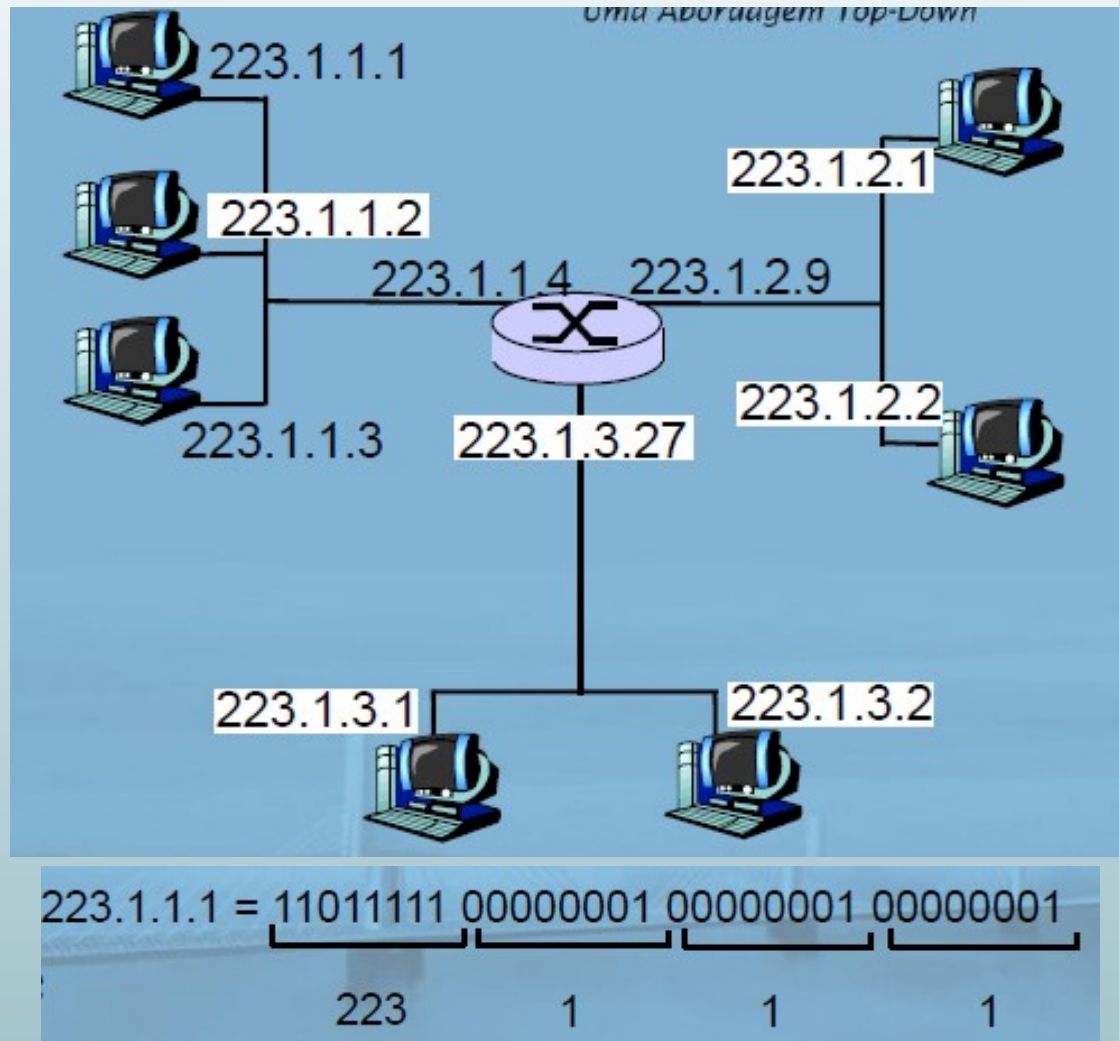 Uma Abordagem Top-Down
223.1.1.1
223.1.2.1
223.1.1.2
223.1.1.4 223.1.2.9
223.1.2.2
223.1.1.3 223.1.3.27
223.1.3.1 223.1.3.2
223.1.1.1 = 11011111 00000001 00000001 00000001
223 1 1 1